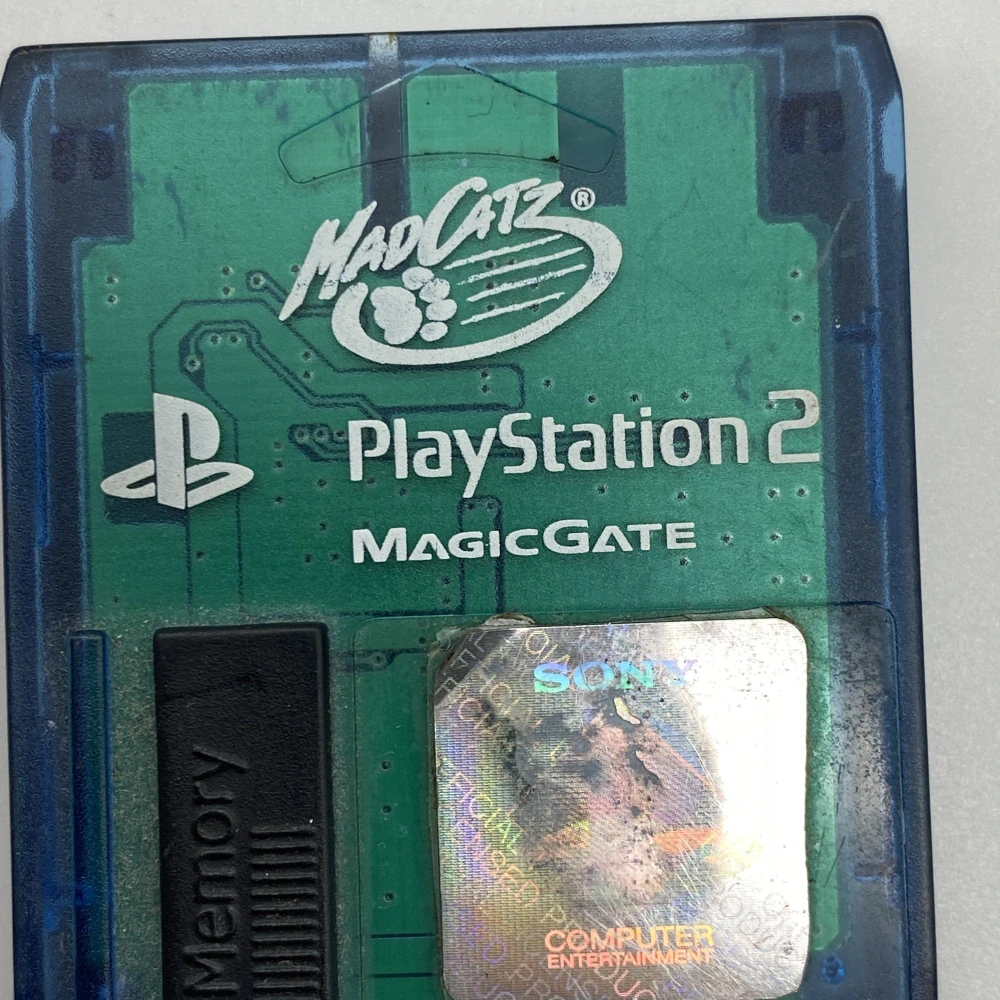 MADCATZ®
PlayStation 2
MAGICGATE
Memory
SONY
COMPUTER
ENTERTAINMENT